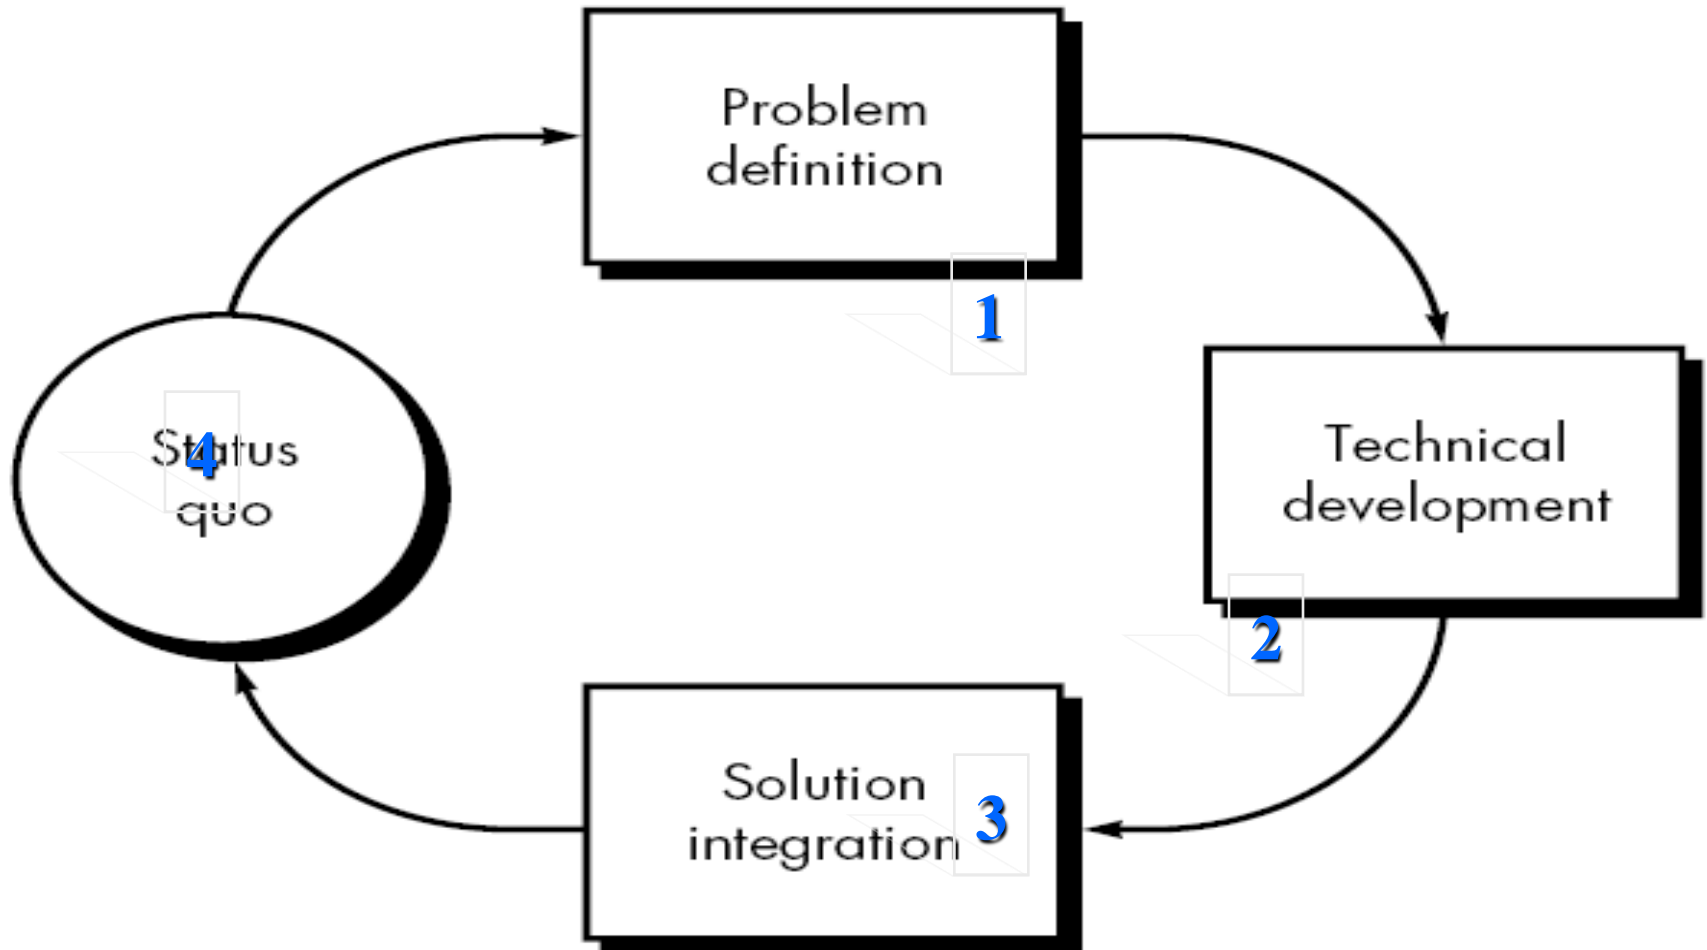 Problem
definition
1
Technical
development
2
Solution
integration
3
Status
quo
4